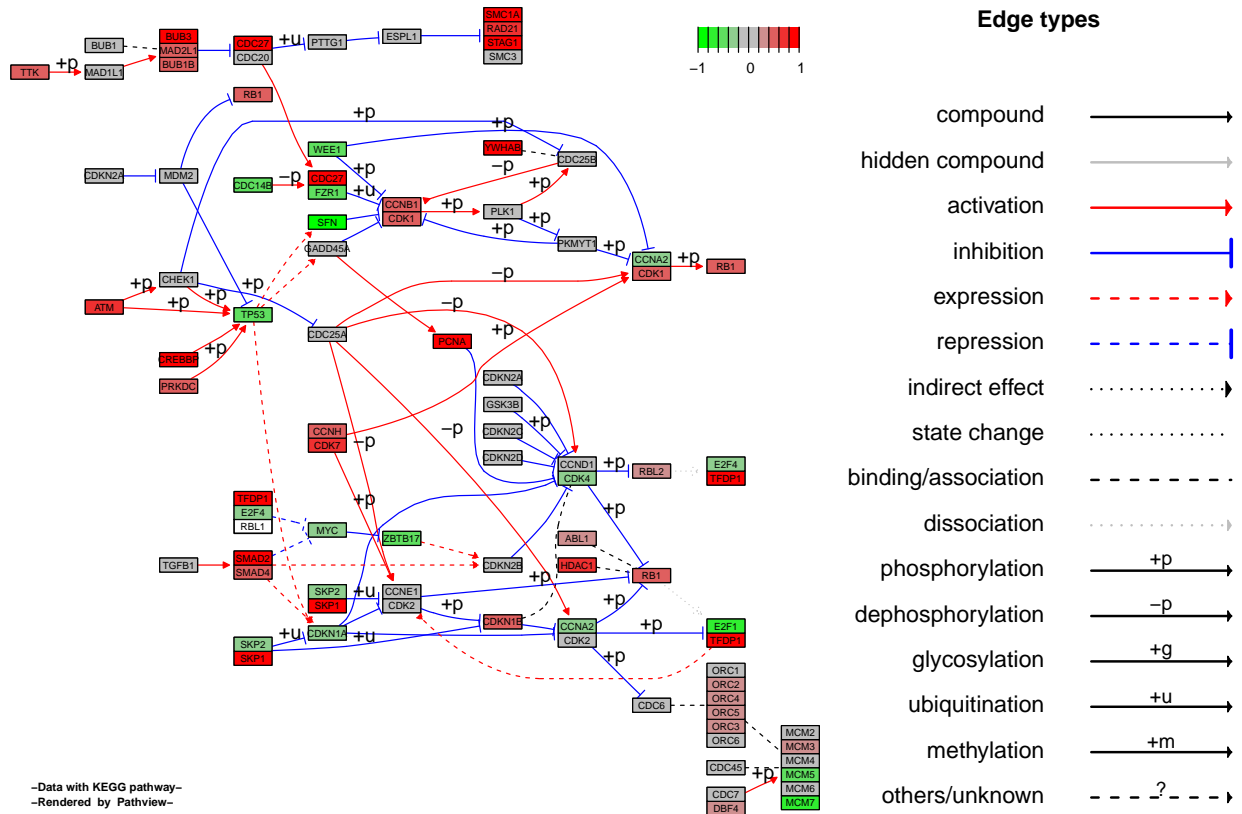 Edge types
−1 0 1
SMC1A
RAD21
STAG1
SMC3
BUB1
BUB3
MAD2L1
BUB1B
CDC27
CDC20
+u
PTTG1
ESPL1
TTK
+p
MAD1L1
RB1
+p
WEE1
+p
YWHAB
+p
CDC25B
CDKN2A
MDM2
CDC14B
−p
CDC27
FZR1
+p
+u
−p
+p
CCNB1
CDK1
+p
PLK1
+p
SFN
GADD45A
+p
PKMYT1
+p
CCNA2
CDK1
+p
RB1
CHEK1
+p
+p
+p
−p
ATM
+p
TP53
−p
+p
CDC25A
PCNA
CREBBP
+p
PRKDC
CDKN2A
GSK3B
+p
CDKN2C
CDKN2D
CCNH
CDK7
−p
−p
CCND1
CDK4
+p
RBL2
E2F4
TFDP1
+p
+p
TFDP1
E2F4
RBL1
MYC
ZBTB17
ABL1
TGFB1
SMAD2
SMAD4
CDKN2B
HDAC1
+p
RB1
SKP2
SKP1
+u
CCNE1
CDK2
+p
+p
CDKN1B
SKP2
SKP1
+u
CDKN1A
+u
CCNA2
CDK2
+p
E2F1
TFDP1
+p
CDC6
ORC1
ORC2
ORC4
ORC5
ORC3
ORC6
CDC45
+p
CDC7
DBF4
MCM2
MCM3
MCM4
MCM5
MCM6
MCM7
−Data with KEGG pathway−
−Rendered by Pathview−
compound
hidden compound
activation
inhibition
expression
repression
indirect effect
state change
binding/association
dissociation
phosphorylation +p
dephosphorylation −p
glycosylation +g
ubiquitination +u
methylation +m
others/unknown ?